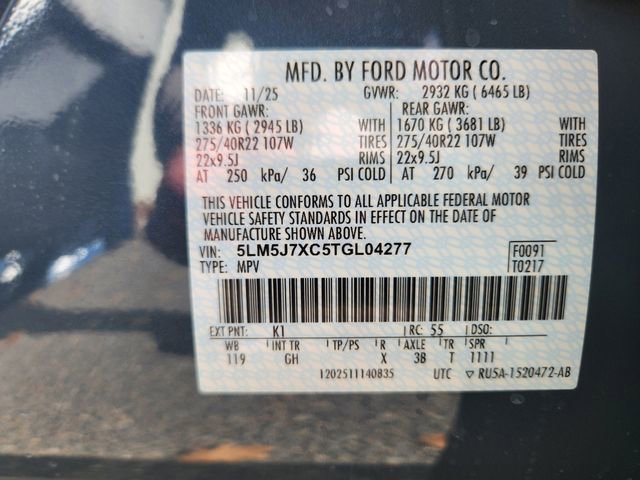 MFD. BY FORD MOTOR CO.
DATE: 11/25 GVWR: 2932 KG ( 6465 LB)
FRONT GAWR: REAR GAWR:
1336 KG ( 2945 LB) WITH 1670 KG ( 3681 LB) WITH
275/40R22 107W TIRES 275/40R22 107W TIRES
22x9.5J RIMS 22x9.5J RIMS
AT 250 kPa/ 36 PSI COLD AT 270 kPa/ 39 PSI COLD
THIS VEHICLE CONFORMS TO ALL APPLICABLE FEDERAL MOTOR
VEHICLE SAFETY STANDARDS IN EFFECT ON THE DATE OF
MANUFACTURE SHOWN ABOVE.
VIN: 5LM5J7XC5TGL04277 F0091
TYPE: MPV T0217
EXT PNT: K1 RC: 55 DSO:
WB INT TR TP/PS R AXLE TR SPR
119 GH X 3B T 1111
1202511140835 UTC ▽ RU5A-1520472-AB